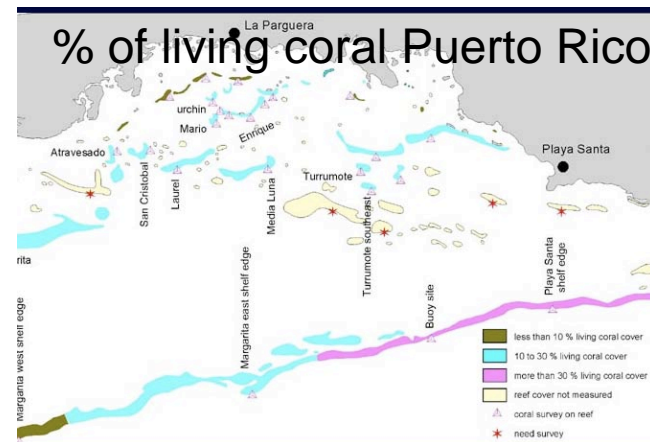 La Parguera
% of living coral Puerto Rico
urchin
Mario
Enrique
Atravesado
San Cristobal
Laurel
Media Luna
Turrumote
Playa Santa
Turrumote southeast
rita
Margarita west shelf edge
Margarita east shelf edge
Buoy site
Playa Santa
shelf edge
less than 10 % living coral cover
10 to 30 % living coral cover
more than 30 % living coral cover
reef cover not measured
coral survey on reef
need survey